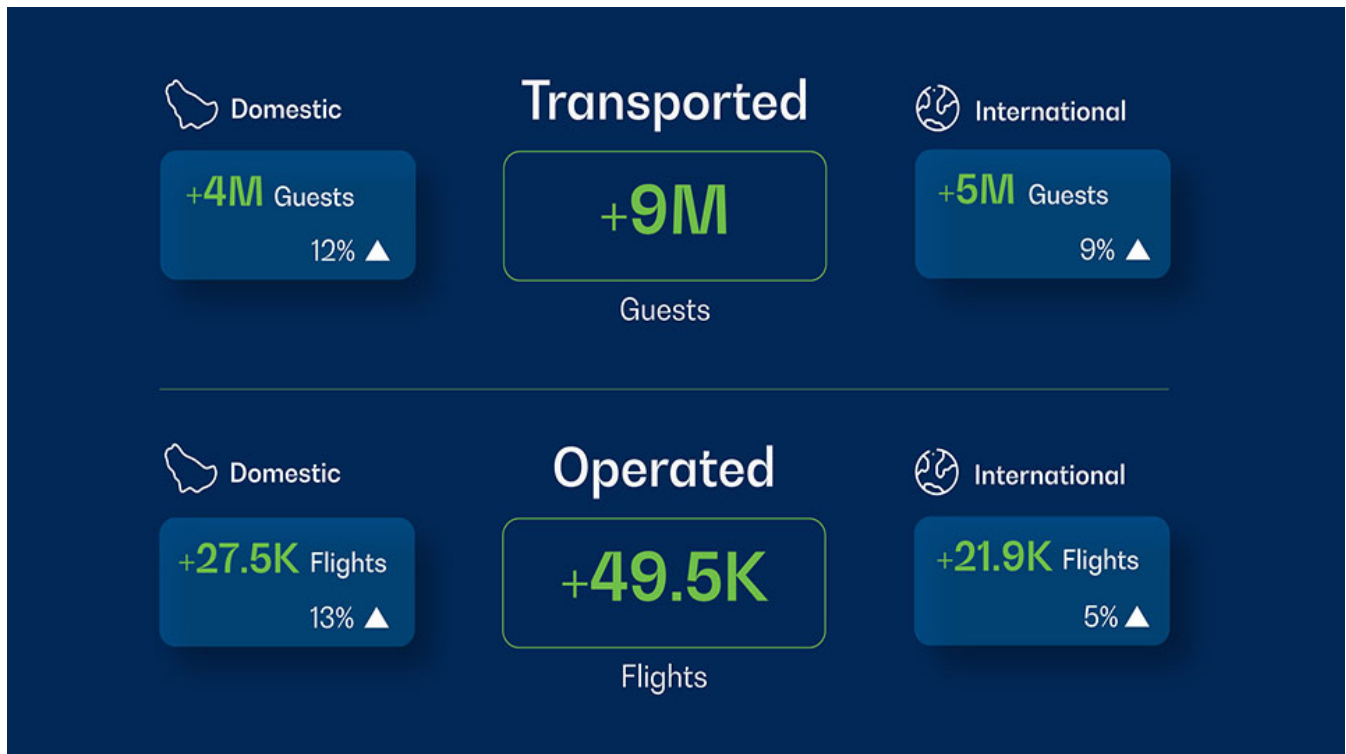 Domestic
Transported
International
+4M Guests
12% ▲
+9M
+5M Guests
9% ▲
Guests
Domestic
Operated
International
+27.5K Flights
13% ▲
+49.5K
+21.9K Flights
5% ▲
Flights